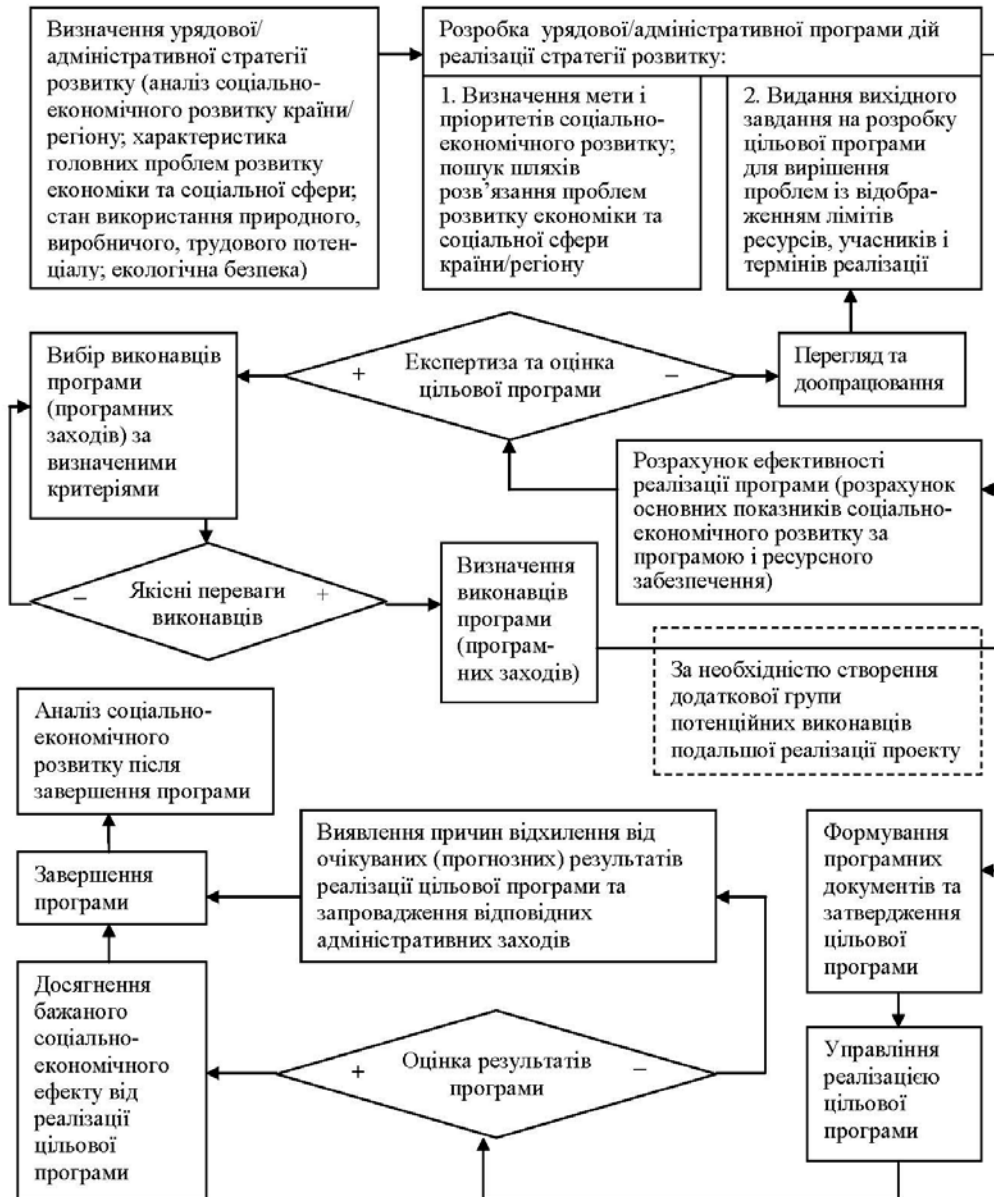 Визначення урядової/
адміністративної стратегії
розвитку (аналіз соціально-
економічного розвитку країни/
регіону; характеристика
головних проблем розвитку
економіки та соціальної сфери;
стан використання природного,
виробничого, трудового потен-
ціалу; екологічна безпека)
Розробка урядової/адміністративної програми дій
реалізації стратегії розвитку:
1. Визначення мети і
пріоритетів соціально-
економічного розвитку;
пошук шляхів
розв’язання проблем
розвитку економіки та
соціальної сфери
країни/регіону
2. Видання вихідного
завдання на розробку
цільової програми
для вирішення
проблем із відобра-
женням лімітів
ресурсів, учасників і
термінів реалізації
Вибір виконавців
програми
(програмних
заходів) за
визначеними
критеріями
+
Експертиза та оцінка
цільової програми
–
Перегляд та
доопрацювання
Розрахунок ефективності
реалізації програми (розрахунок
основних показників соціально-
економічного розвитку за
програмою і ресурсного
забезпечення)
–
Якісні переваги
виконавців
+
Визначення
виконавців
програми
(програм-
них заходів)
За необхідністю створення
додаткової групи
потенційних виконавців
подальшої реалізації проекту
Аналіз соціально-
економічного
розвитку після
завершення програми
Завершення
програми
Виявлення причин відхилення від
очікуваних (прогнозних) результатів
реалізації цільової програми та
запровадження відповідних
адміністративних заходів
Формування
програмних
документів та
затвердження
цільової
програми
Досягнення
бажаного
соціально-
економічного
ефекту від
реалізації
цільової
програми
+
Оцінка результатів
програми
–
Управління
реалізацією
цільової
програми